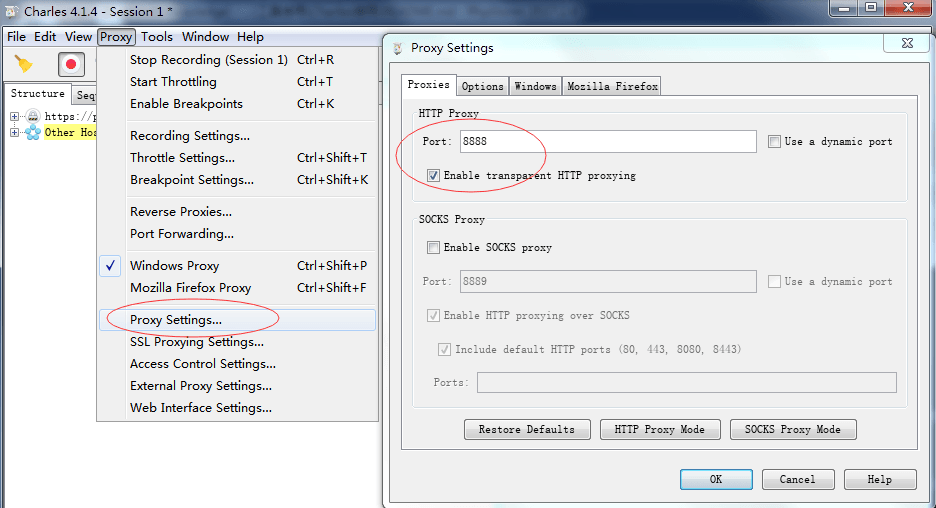 Charles 4.1.4 - Session 1 *
File Edit View Proxy Tools Window Help
Structure Seq
https://p
Other Hos
Stop Recording (Session 1) Ctrl+R
Start Throttling Ctrl+T
Enable Breakpoints Ctrl+K
Recording Settings...
Throttle Settings... Ctrl+Shift+T
Breakpoint Settings... Ctrl+Shift+K
Reverse Proxies...
Port Forwarding...
Windows Proxy Ctrl+Shift+P
Mozilla Firefox Proxy Ctrl+Shift+F
Proxy Settings...
SSL Proxying Settings...
Access Control Settings...
External Proxy Settings...
Web Interface Settings...
Proxy Settings
Proxies Options Windows Mozilla Firefox
HTTP Proxy
Port: 8888 Use a dynamic port
Enable transparent HTTP proxying
SOCKS Proxy
Enable SOCKS proxy
Port: 8889 Use a dynamic port
Enable HTTP proxying over SOCKS
Include default HTTP ports (80, 443, 8080, 8443)
Ports:
Restore Defaults HTTP Proxy Mode SOCKS Proxy Mode
OK Cancel Help